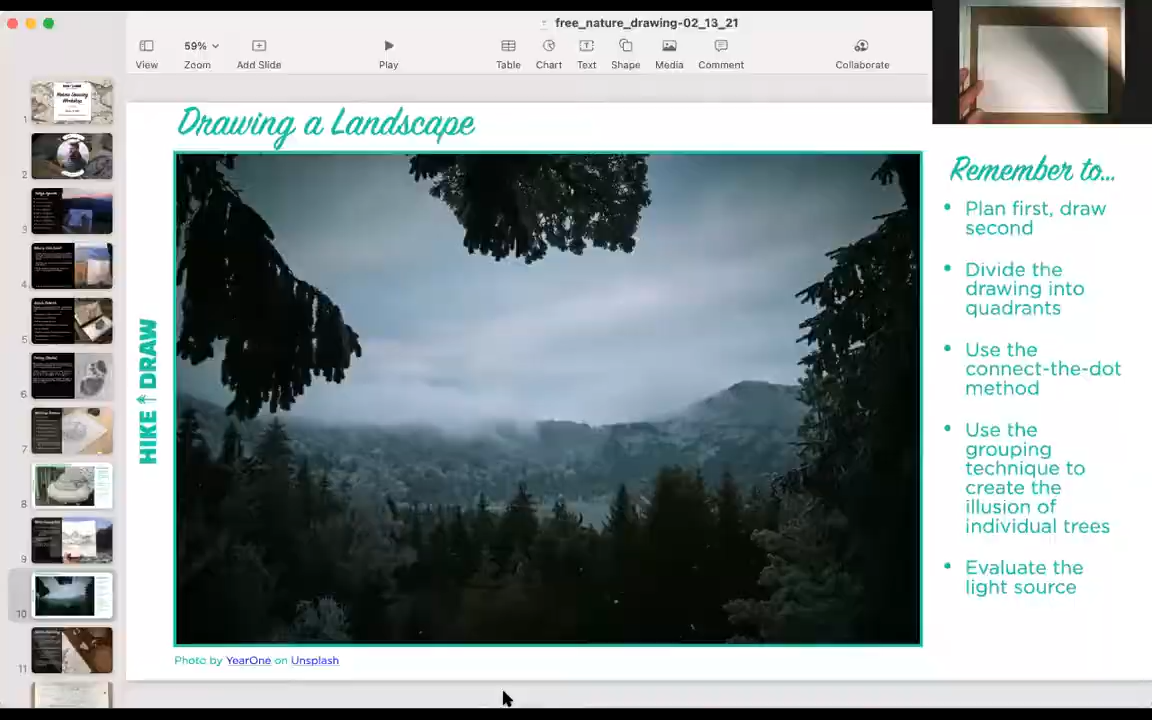 free_nature_drawing-02_13_21
59%
View
Zoom
Add Slide
Play
Table
Chart
Text
Shape
Media
Comment
Collaborate
1
2
3
4
5
6
7
8
9
10
11
Drawing a Landscape
HIKE DRAW
Photo by YearOne on Unsplash
Remember to...
• Plan first, draw
second
• Divide the
drawing into
quadrants
• Use the
connect-the-dot
method
• Use the
grouping
technique to
create the
illusion of
individual trees
• Evaluate the
light source